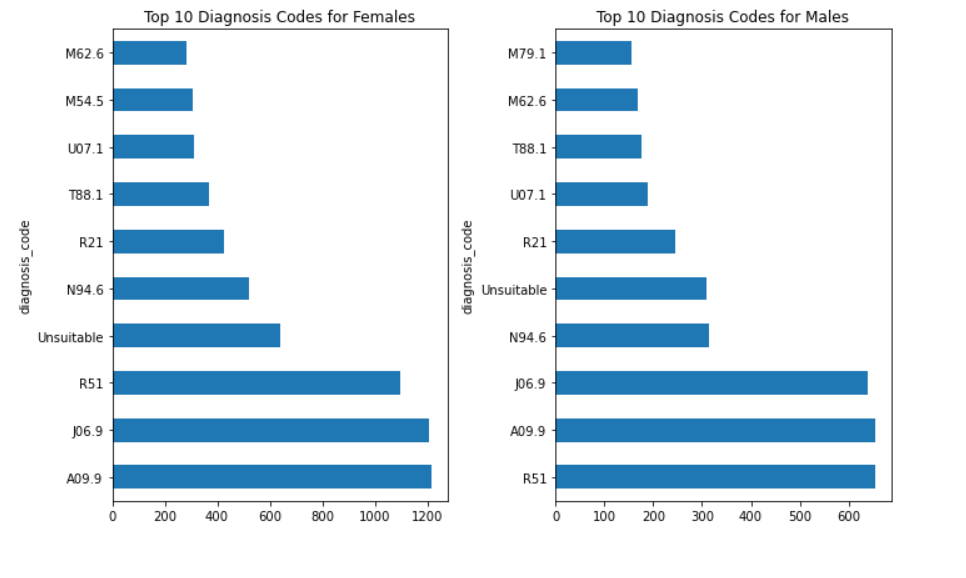 Top 10 Diagnosis Codes for Females
diagnosis_code
M62.6
M54.5
U07.1
T88.1
R21
N94.6
Unsuitable
R51
J06.9
A09.9
0 200 400 600 800 1000 1200
Top 10 Diagnosis Codes for Males
diagnosis_code
M79.1
M62.6
T88.1
U07.1
R21
Unsuitable
N94.6
J06.9
A09.9
R51
0 100 200 300 400 500 600